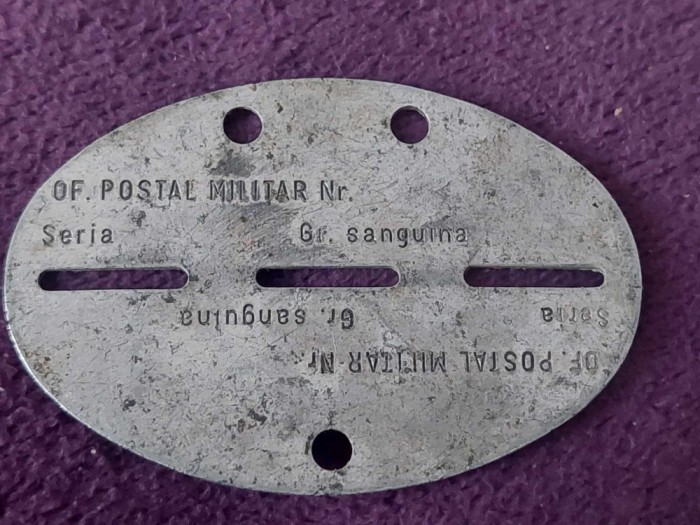 OF. POSTAL MILITAR Nr.
Seria Gr. sanguina
Seria Gr. sanguina
OF. POSTAL MILITAR Nr.